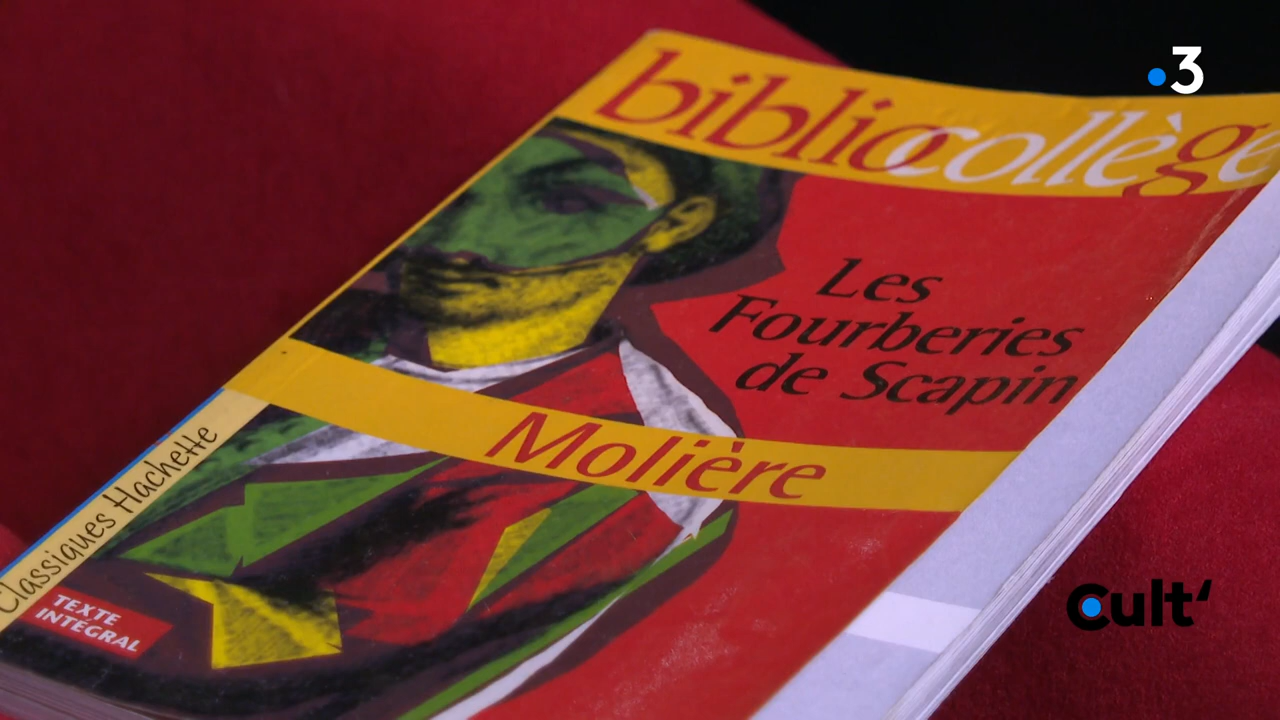 3
bibliocollège
Les
Fourberies
de Scapin
Molière
Classiques Hachette
TEXTE
INTÉGRAL
Cult'